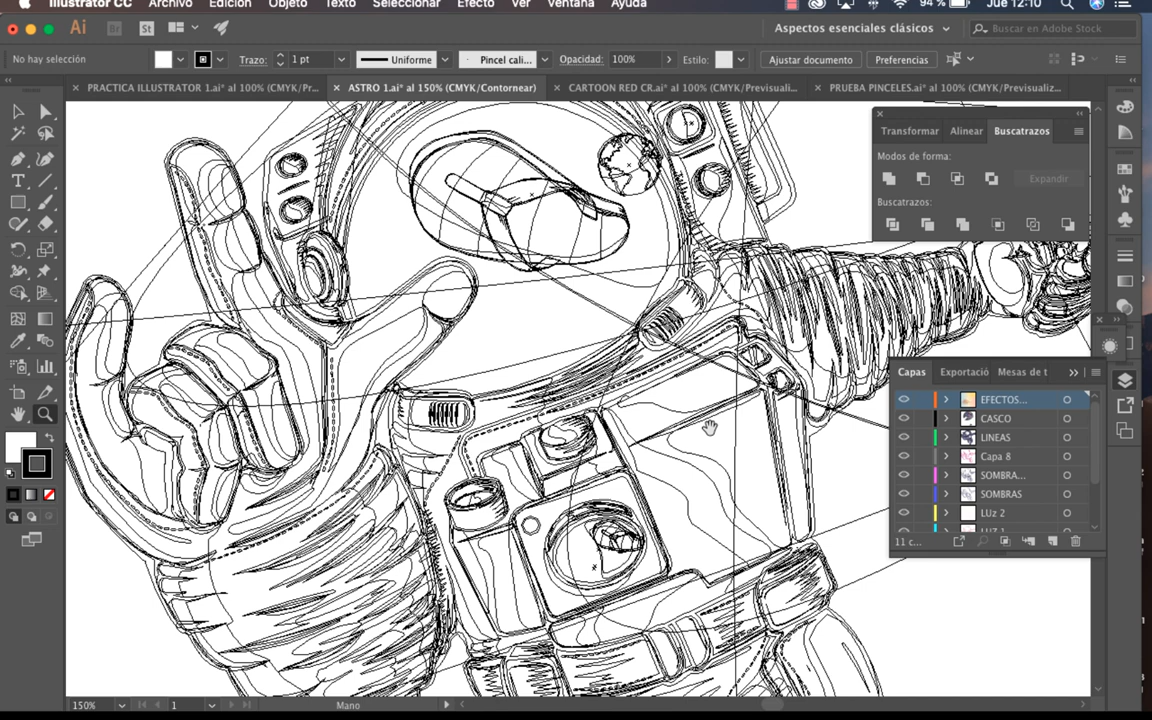 Illustrator CC Archivo Edición Objeto Texto Seleccionar Efecto Ver Ventana Ayuda 94 % Jue 12:10
Ai Br St Aspectos esenciales clásicos Buscar en Adobe Stock
No hay selección Trazo: 1 pt Uniforme Pincel cali... Opacidad: 100% Estilo: Ajustar documento Preferencias
× PRACTICA ILLUSTRATOR 1.ai* al 100% (CMYK/Pr... × ASTRO 1.ai* al 150% (CMYK/Contornear) × CARTOON RED CR.ai* al 100% (CMYK/Previsuali... × PRUEBA PINCELES.ai* al 100% (CMYK/Previsualiz...
Transformar Alinear Buscatrazos
Modos de forma:
Expandir
Buscatrazos:
Capas Exportació Mesas de t
EFECTOS...
CASCO
LINEAS
Capa 8
SOMBRA...
SOMBRAS
LUz 2
LUZ 1
11 c...
150% 1 Mano